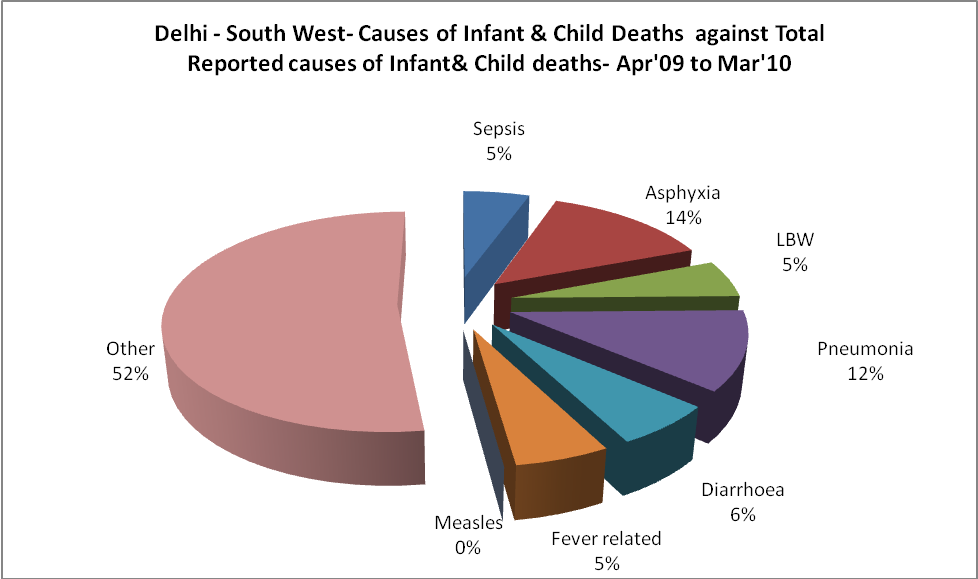 Delhi - South West- Causes of Infant & Child Deaths against Total
Reported causes of Infant& Child deaths- Apr'09 to Mar'10
Sepsis
5%
Asphyxia
14%
LBW
5%
Pneumonia
12%
Diarrhoea
6%
Fever related
5%
Measles
0%
Other
52%